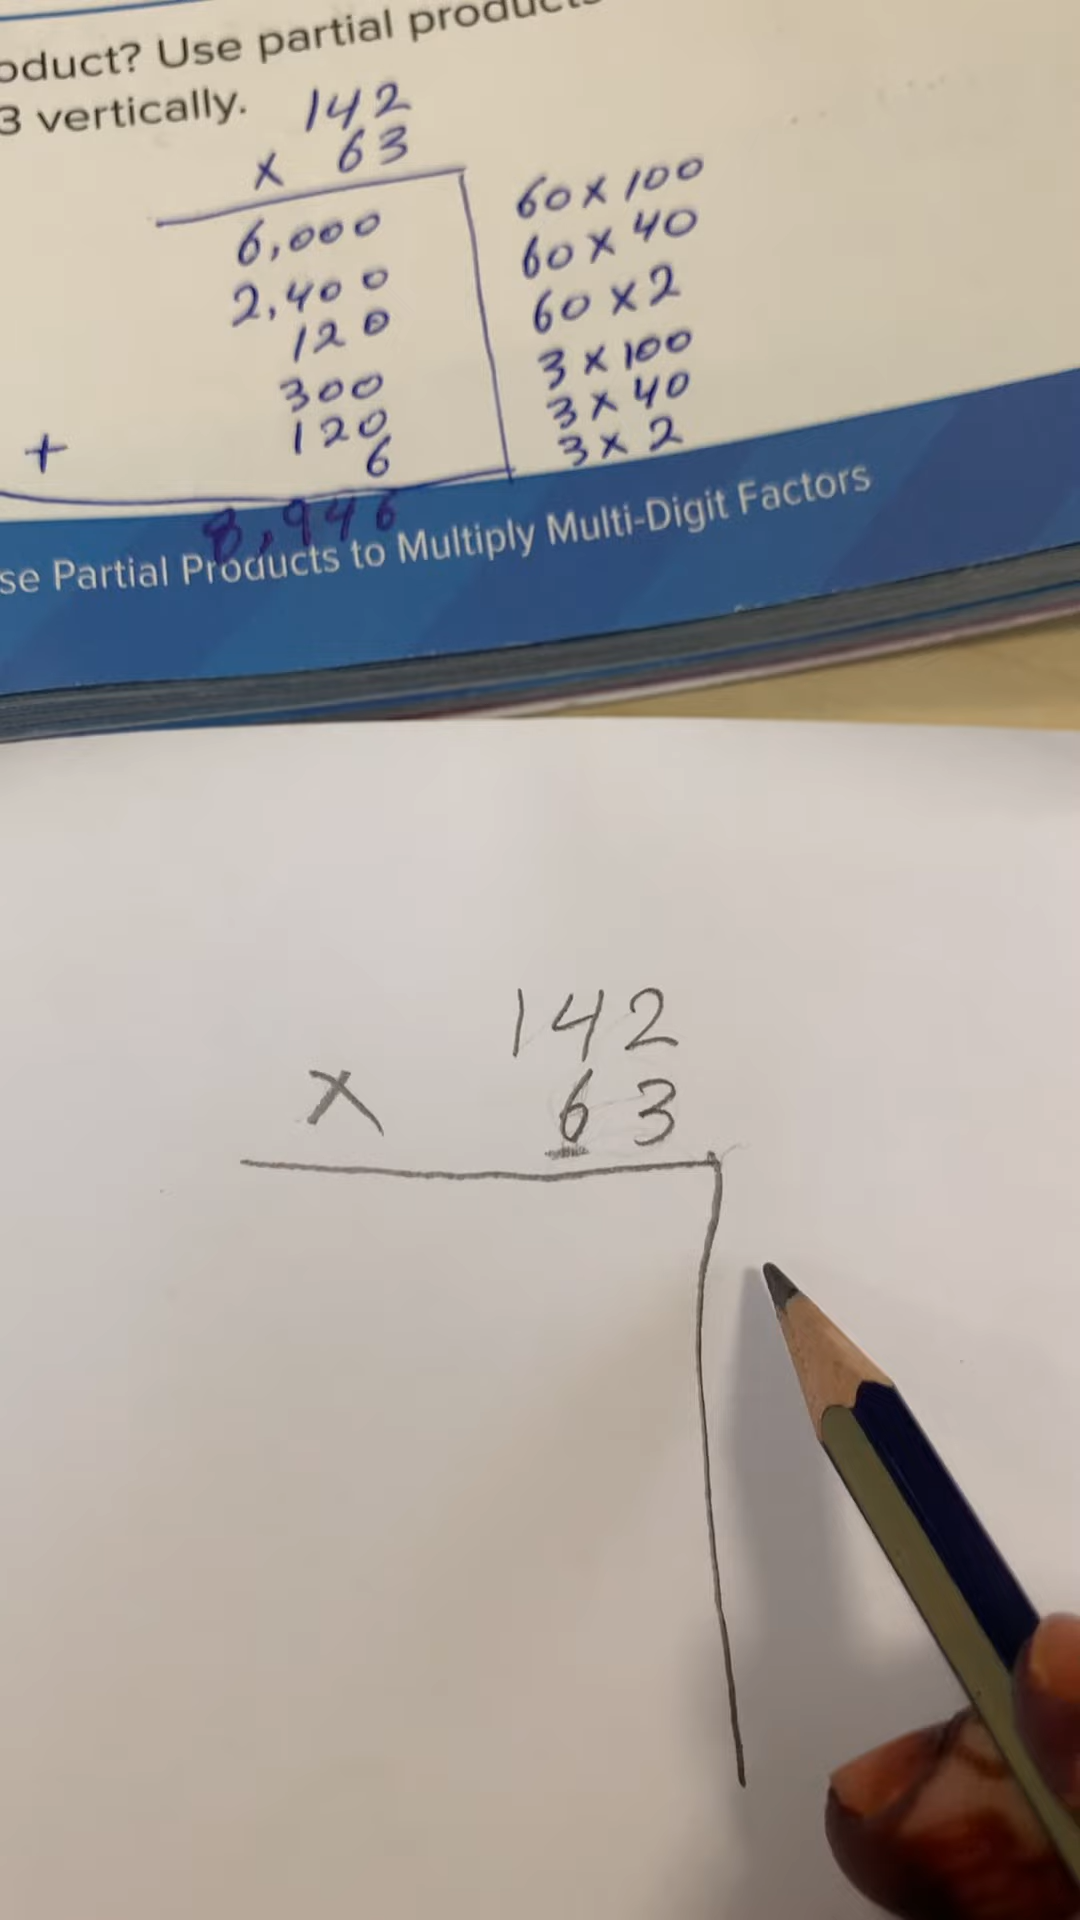 oduct? Use partial product
3 vertically.
142
x 63
6,000 60 x 100
2,400 60 x 40
120 60 x 2
300 3 x 100
120 3 x 40
+ 6 3 x 2
8,946
se Partial Products to Multiply Multi-Digit Factors
142
x 63